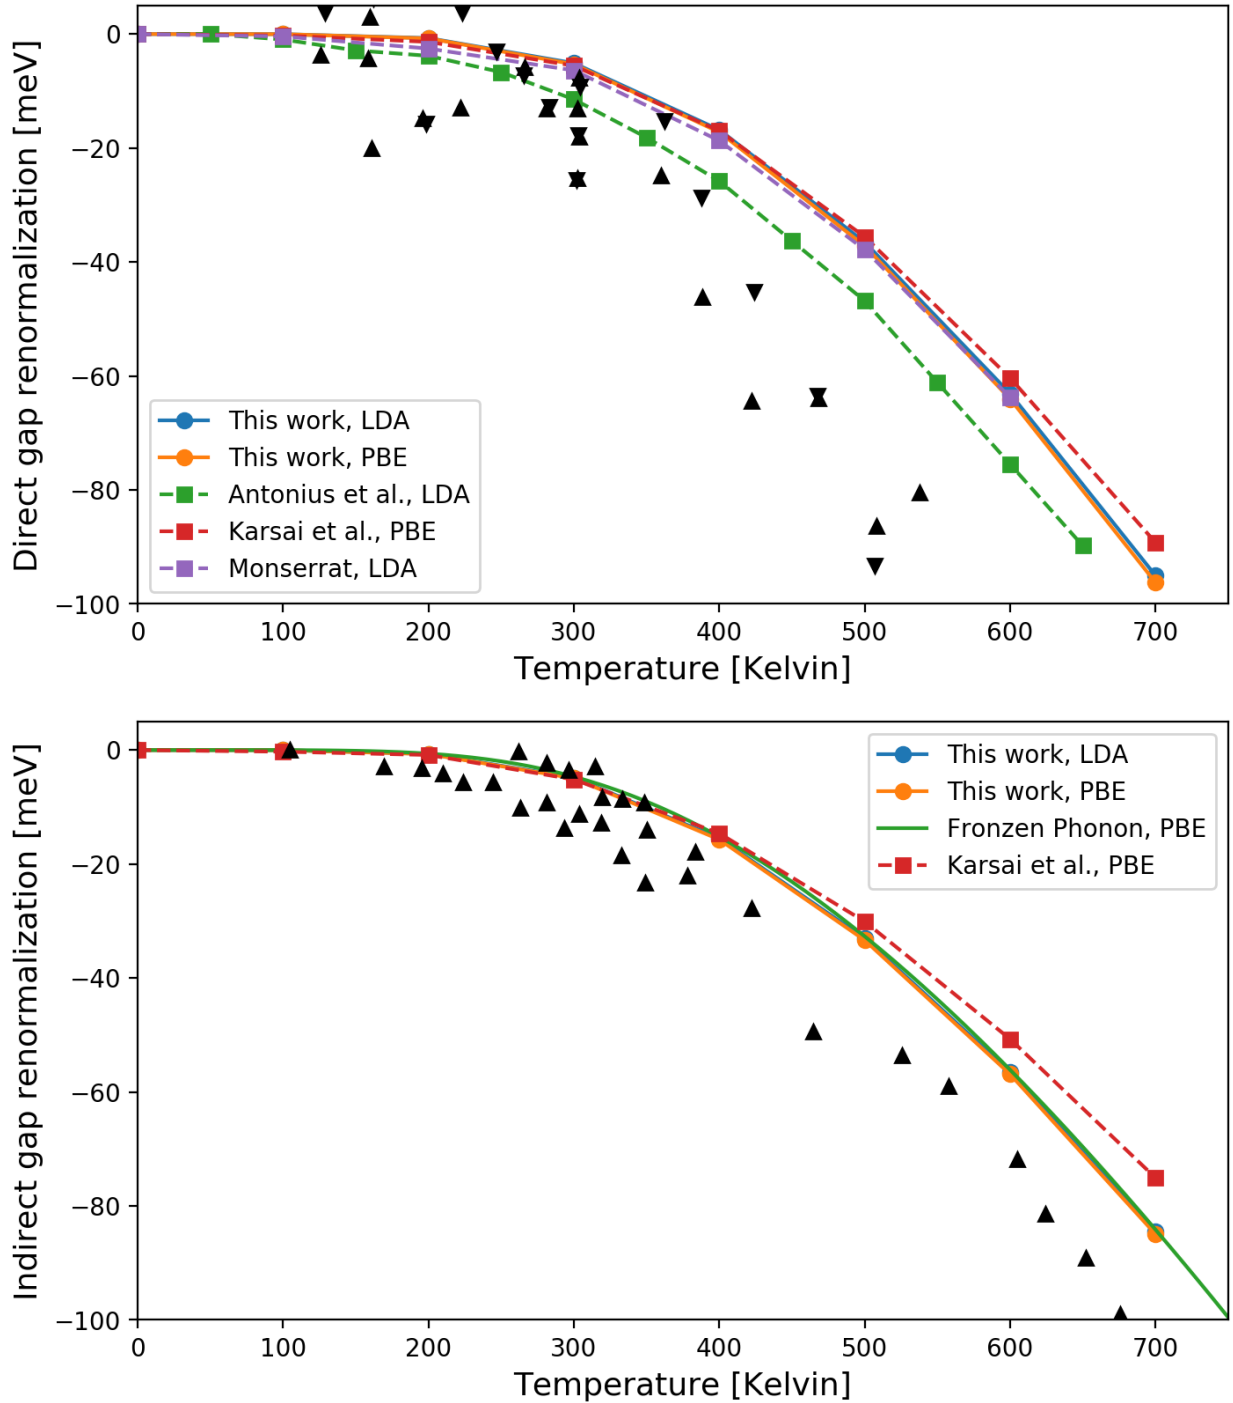 Direct gap renormalization [meV]
0
−20
−40
−60
−80
−100
This work, LDA
This work, PBE
Antonius et al., LDA
Karsai et al., PBE
Monserrat, LDA
0 100 200 300 400 500 600 700
Temperature [Kelvin]
Indirect gap renormalization [meV]
0
−20
−40
−60
−80
−100
This work, LDA
This work, PBE
Fronzen Phonon, PBE
Karsai et al., PBE
0 100 200 300 400 500 600 700
Temperature [Kelvin]